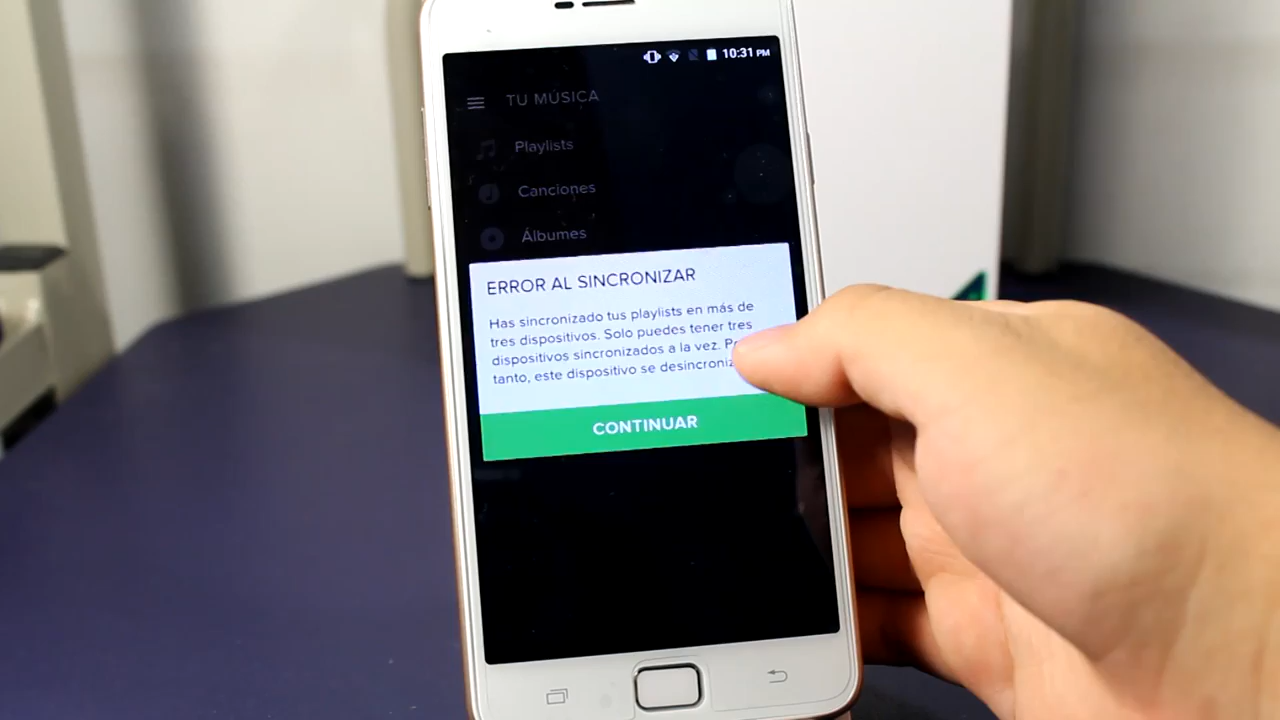 10:31 PM
TU MÚSICA
Playlists
Canciones
Álbumes
ERROR AL SINCRONIZAR
Has sincronizado tus playlists en más de
tres dispositivos. Solo puedes tener tres
dispositivos sincronizados a la vez.
tanto, este dispositivo se
CONTINUAR